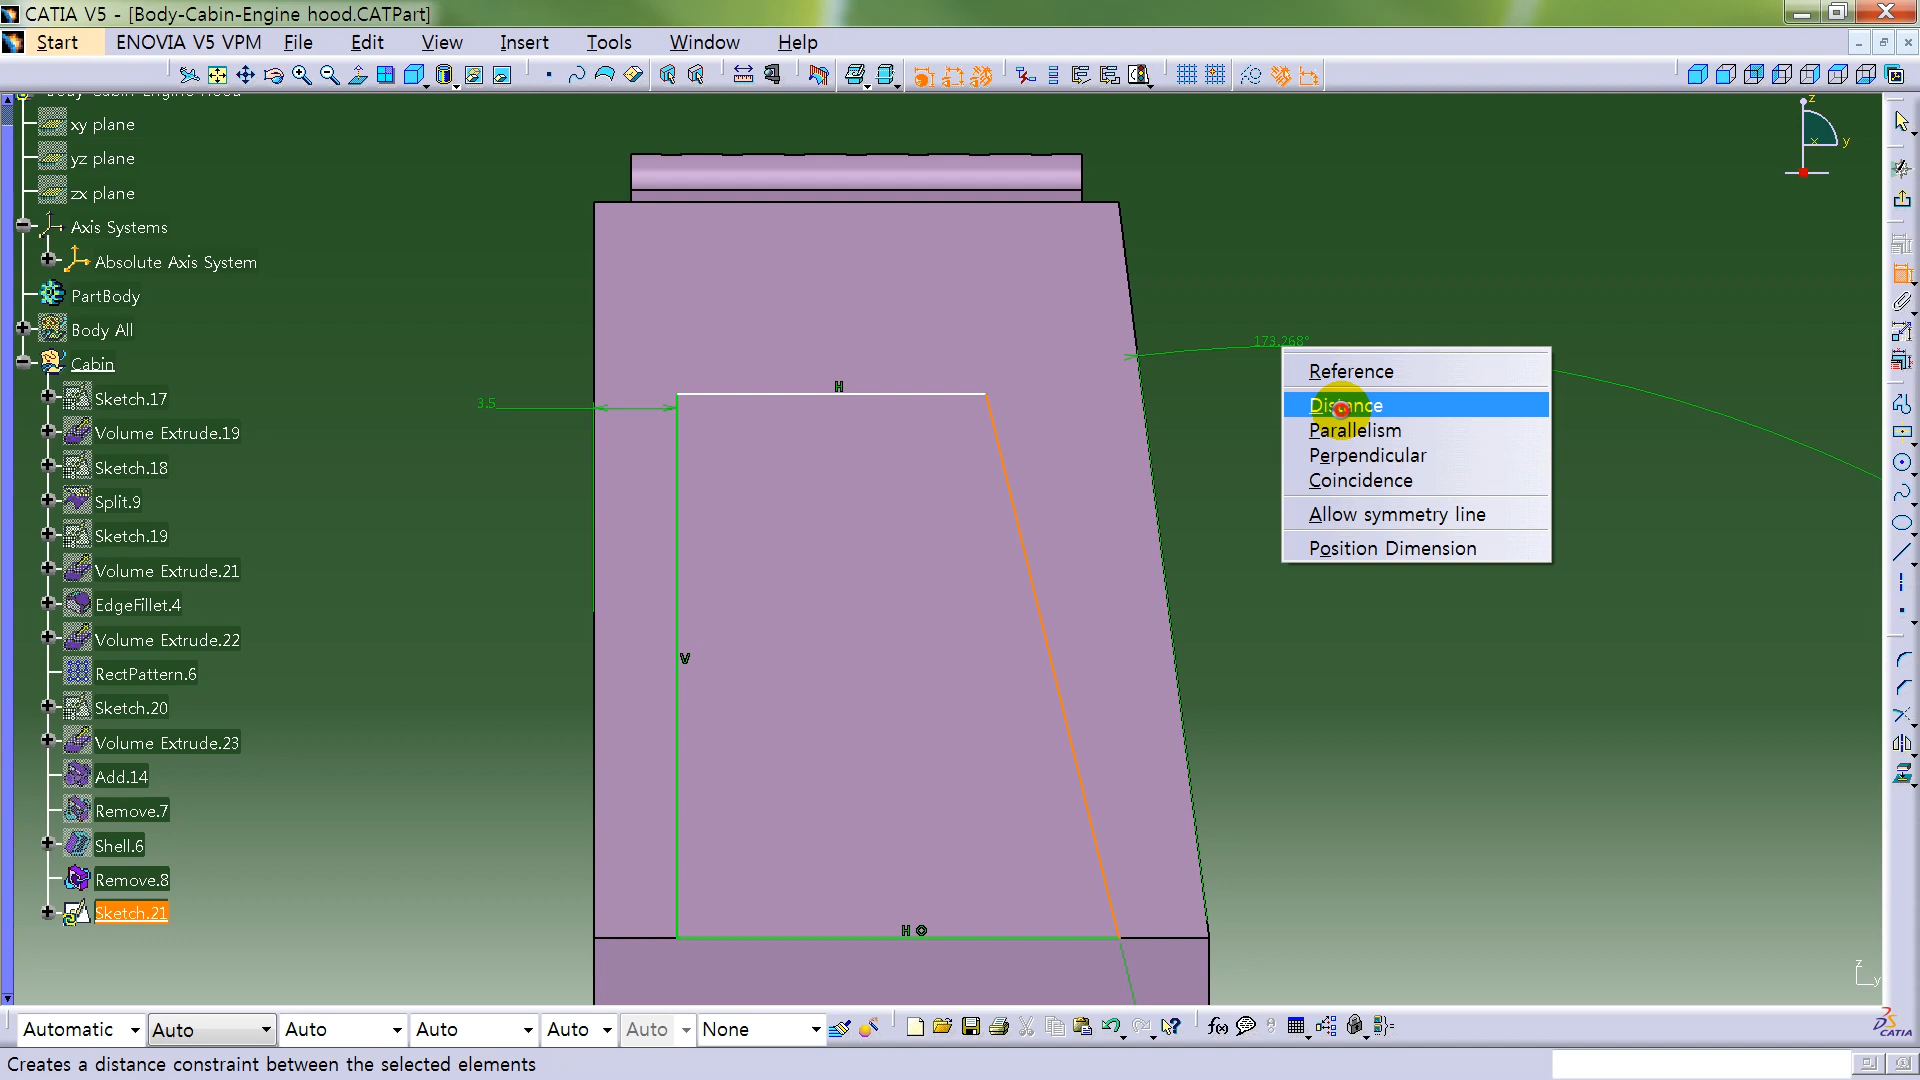 CATIA V5 - [Body-Cabin-Engine hood.CATPart]
Start ENOVIA V5 VPM File Edit View Insert Tools Window Help
xy plane
yz plane
zx plane
Axis Systems
Absolute Axis System
PartBody
Body All
Cabin
Sketch.17
Volume Extrude.19
Sketch.18
Split.9
Sketch.19
Volume Extrude.21
EdgeFillet.4
Volume Extrude.22
RectPattern.6
Sketch.20
Volume Extrude.23
Add.14
Remove.7
Shell.6
Remove.8
Sketch.21
z
x y
173.268°
H
3.5
V
H
Reference
Distance
Parallelism
Perpendicular
Coincidence
Allow symmetry line
Position Dimension
z
y
Automatic Auto Auto Auto Auto Auto None
f(x)
CATIA
Creates a distance constraint between the selected elements